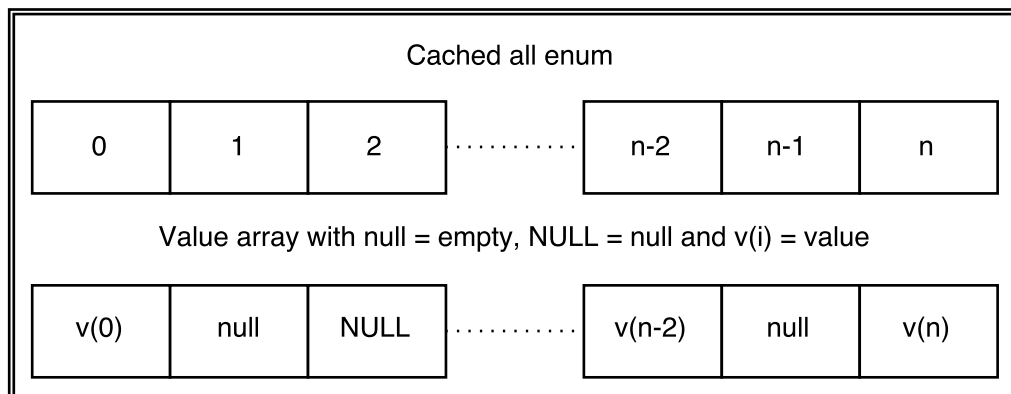 Cached all enum
0 1 2 n-2 n-1 n
Value array with null = empty, NULL = null and v(i) = value
v(0) null NULL v(n-2) null v(n)